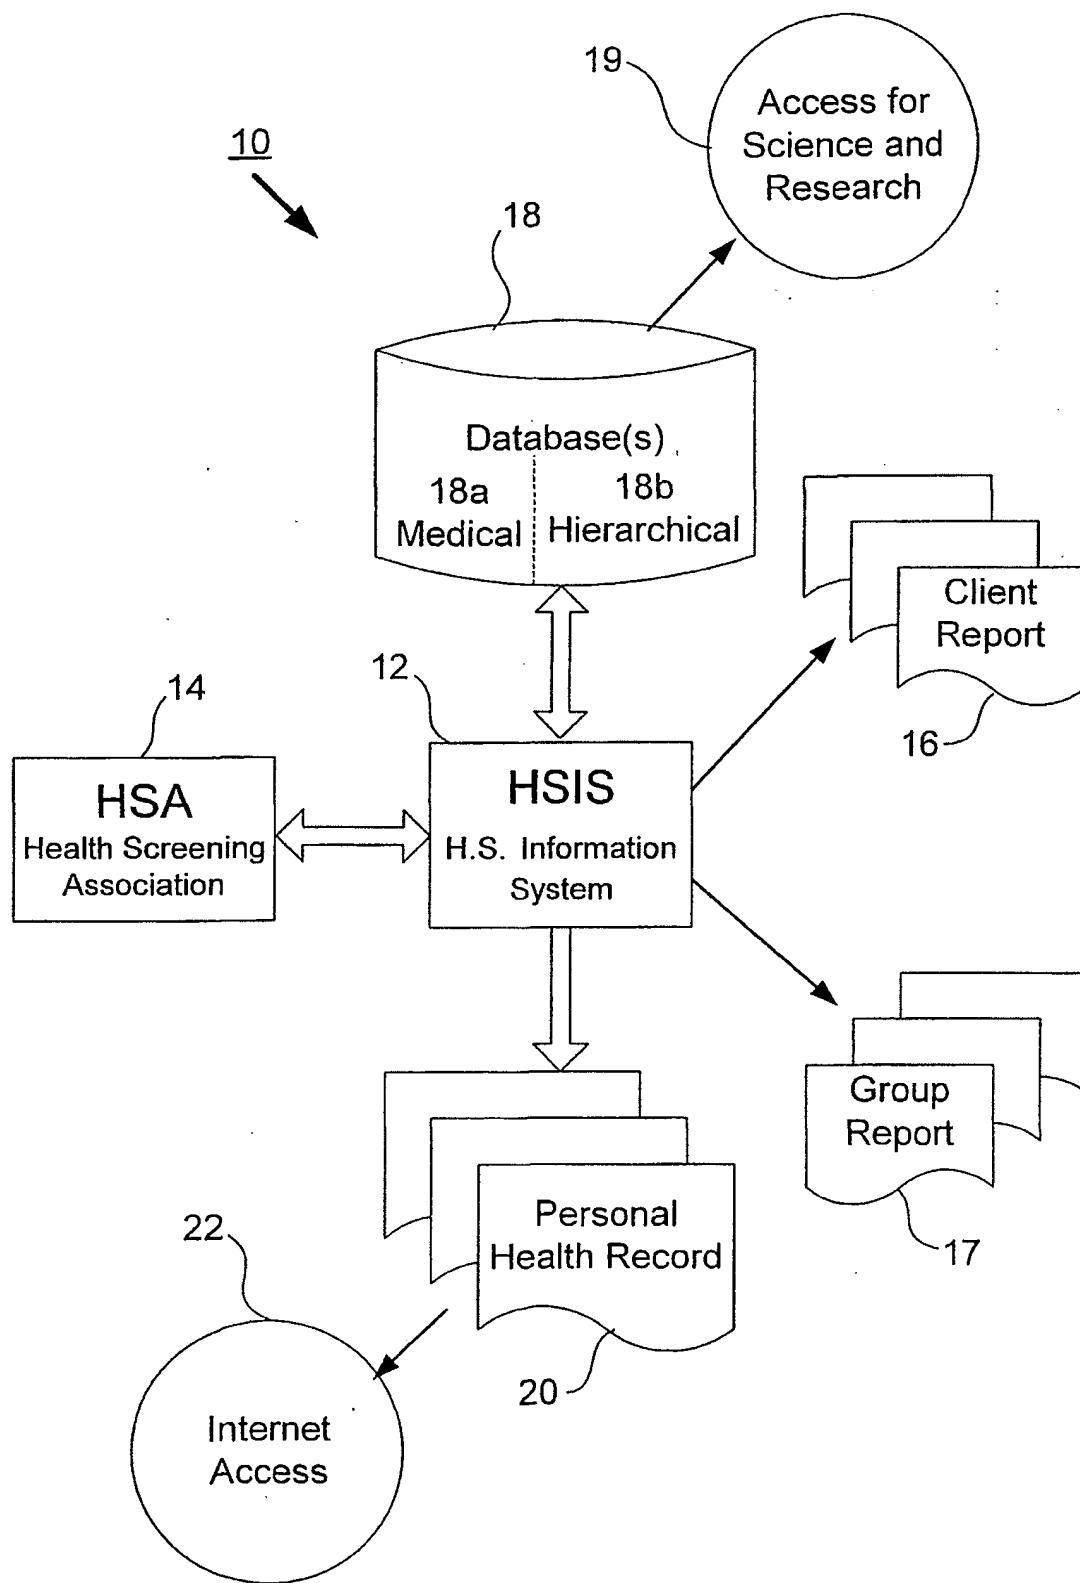 19
Access for
Science and
Research
10
18
Database(s)
18a
Medical
18b
Hierarchical
Client
Report
16
14
HSA
Health Screening
Association
12
HSIS
H.S. Information
System
Group
Report
17
Personal
Health Record
20
22
Internet
Access